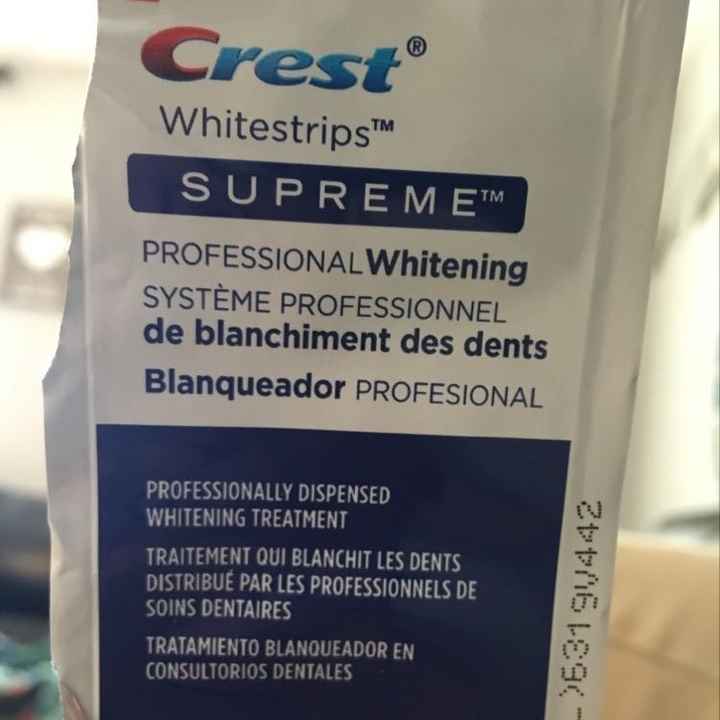 Crest®
Whitestrips™
SUPREME™
PROFESSIONAL Whitening
SYSTÈME PROFESSIONNEL
de blanchiment des dents
Blanqueador PROFESIONAL
PROFESSIONALLY DISPENSED
WHITENING TREATMENT
TRAITEMENT QUI BLANCHIT LES DENTS
DISTRIBUÉ PAR LES PROFESSIONNELS DE
SOINS DENTAIRES
TRATAMIENTO BLANQUEADOR EN
CONSULTORIOS DENTALES